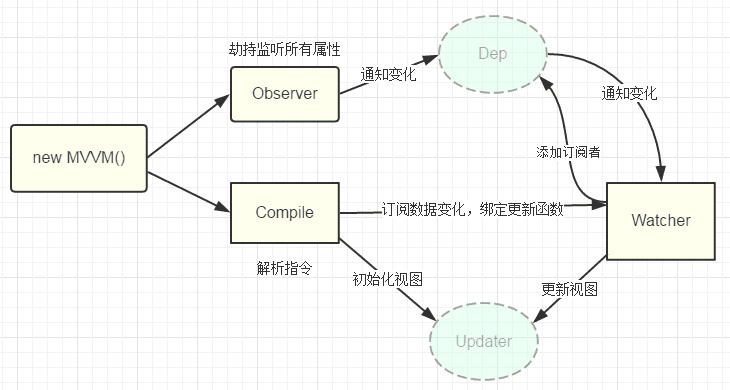 劫持监听所有属性
Dep
Observer
通知变化
通知变化
new MVVM()
添加订阅者
Compile
订阅数据变化，绑定更新函数
Watcher
解析指令
初始化视图
更新视图
Updater